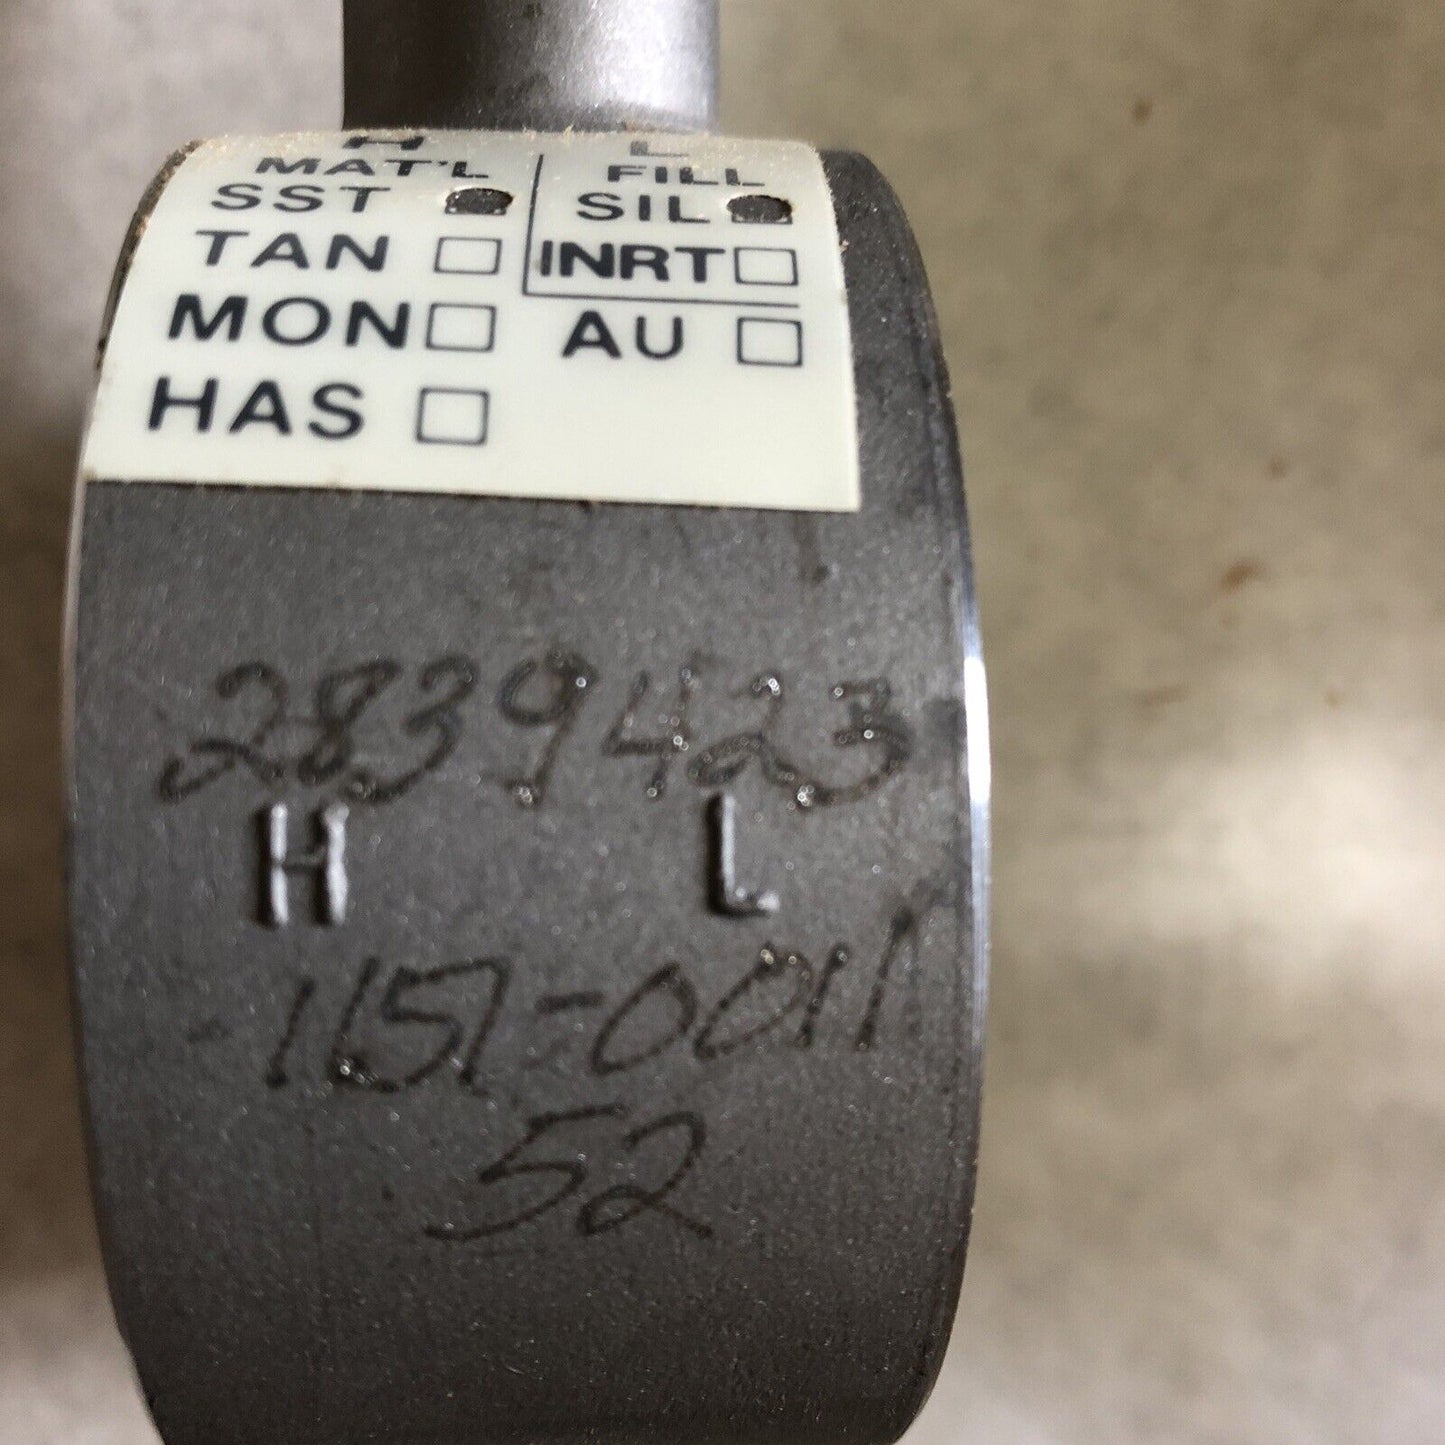 H L
MAT'L FILL
SST SIL
TAN INRT
MON AU
HAS
2839423
H L
-1151-0011
52